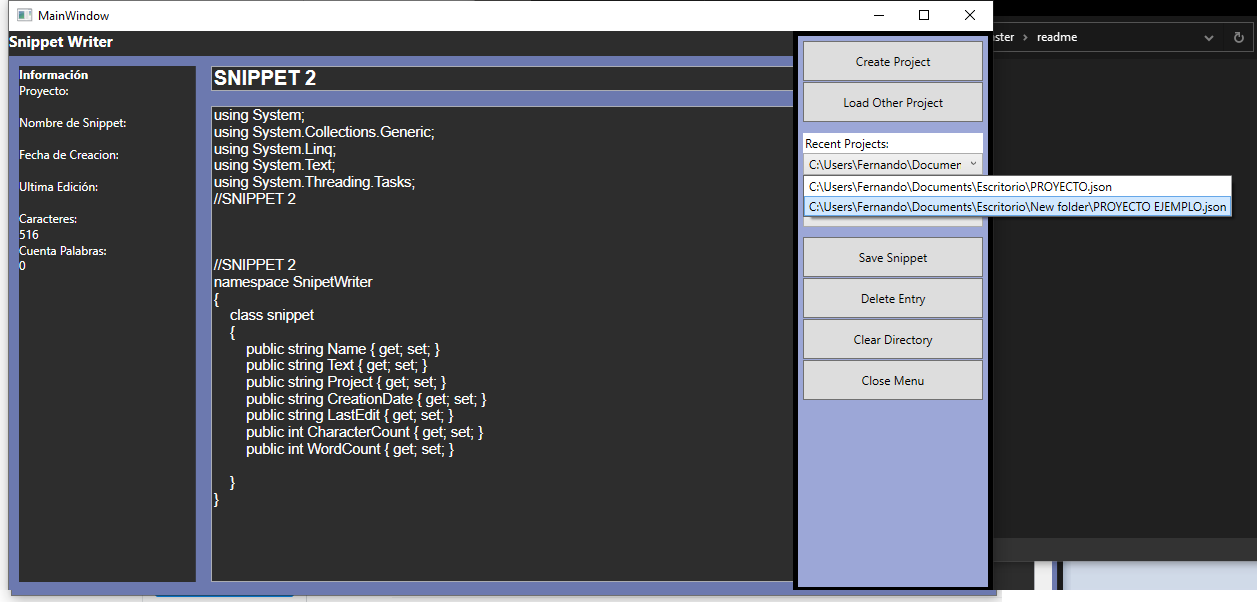 MainWindow
Snippet Writer
Información
Proyecto:
Nombre de Snippet:
Fecha de Creacion:
Ultima Edición:
Caracteres:
516
Cuenta Palabras:
0
SNIPPET 2
using System;
using System.Collections.Generic;
using System.Linq;
using System.Text;
using System.Threading.Tasks;
//SNIPPET 2
//SNIPPET 2
namespace SnipetWriter
{
class snippet
{
public string Name { get; set; }
public string Text { get; set; }
public string Project { get; set; }
public string CreationDate { get; set; }
public string LastEdit { get; set; }
public int CharacterCount { get; set; }
public int WordCount { get; set; }
}
}
Create Project
Load Other Project
Recent Projects:
C:\Users\Fernando\Documer
C:\Users\Fernando\Documents\Escritorio\PROYECTO.json
C:\Users\Fernando\Documents\Escritorio\New folder\PROYECTO EJEMPLO.json
Save Snippet
Delete Entry
Clear Directory
Close Menu
ster > readme